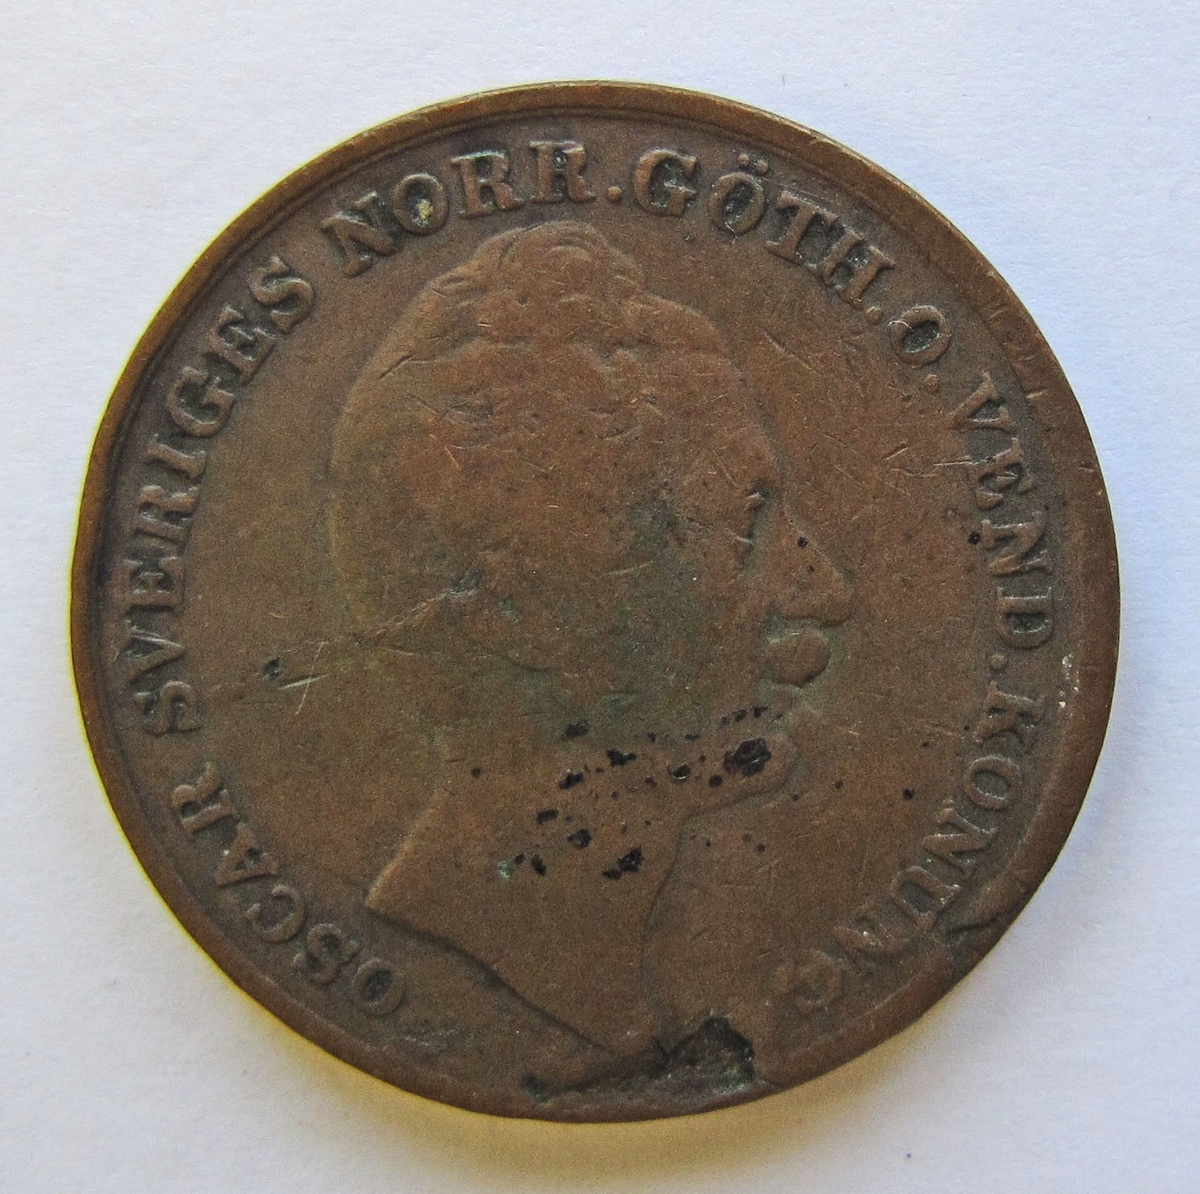 OSCAR SVERIGES NORR. GÖTH. O. VEND. KONUNG